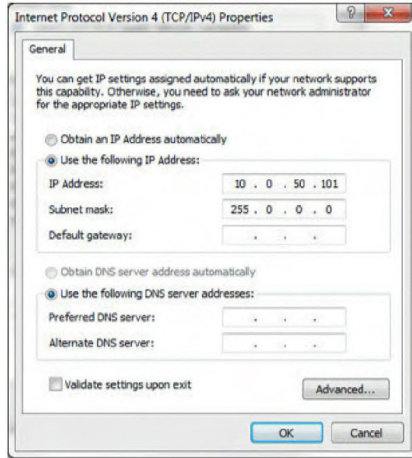 Internet Protocol Version 4 (TCP/IPv4) Properties
General
You can get IP settings assigned automatically if your network supports
this capability. Otherwise, you need to ask your network administrator
for the appropriate IP settings.
Obtain an IP Address automatically
Use the following IP Address:
IP Address: 10 . 0 . 50 . 101
Subnet mask: 255 . 0 . 0 . 0
Default gateway: . . .
Obtain DNS server address automatically
Use the following DNS server addresses:
Preferred DNS server: . . .
Alternate DNS server: . . .
Validate settings upon exit
Advanced...
OK Cancel